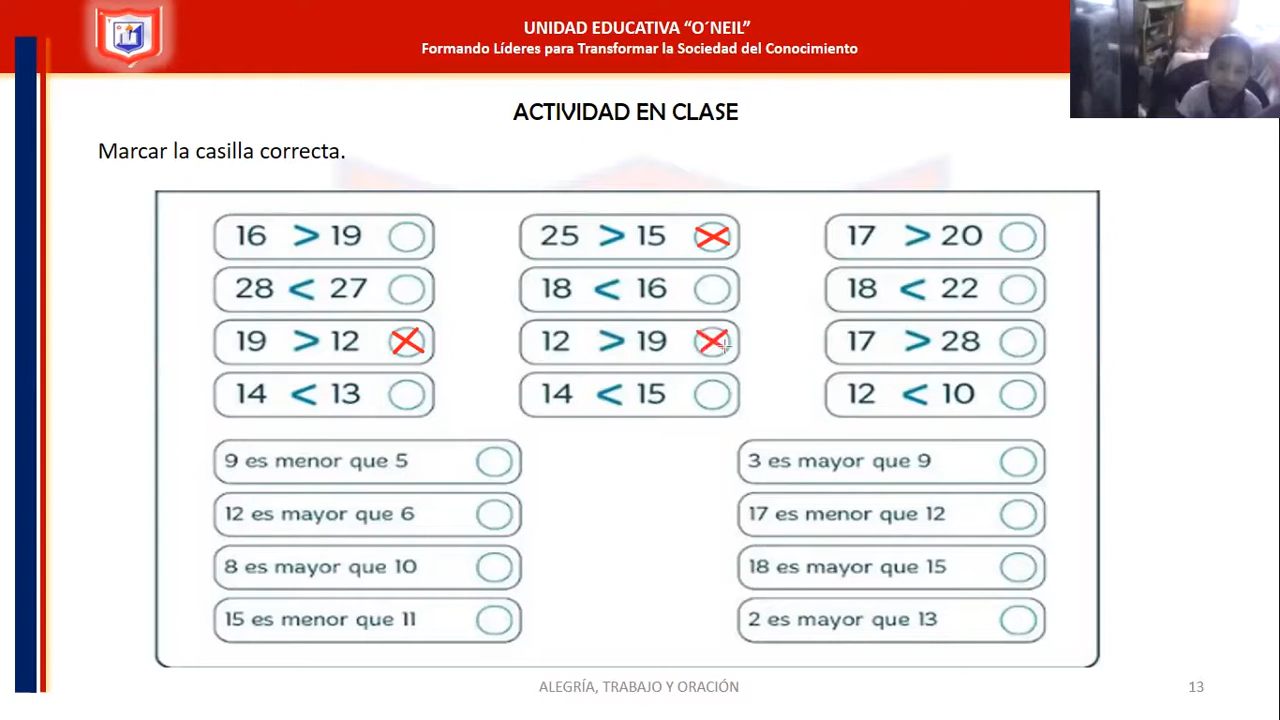 UNIDAD EDUCATIVA “O´NEIL”
Formando Líderes para Transformar la Sociedad del Conocimiento
ACTIVIDAD EN CLASE
Marcar la casilla correcta.
16 > 19
25 > 15
17 > 20
28 < 27
18 < 16
18 < 22
19 > 12
12 > 19
17 > 28
14 < 13
14 < 15
12 < 10
9 es menor que 5
3 es mayor que 9
12 es mayor que 6
17 es menor que 12
8 es mayor que 10
18 es mayor que 15
15 es menor que 11
2 es mayor que 13
ALEGRÍA, TRABAJO Y ORACIÓN
13